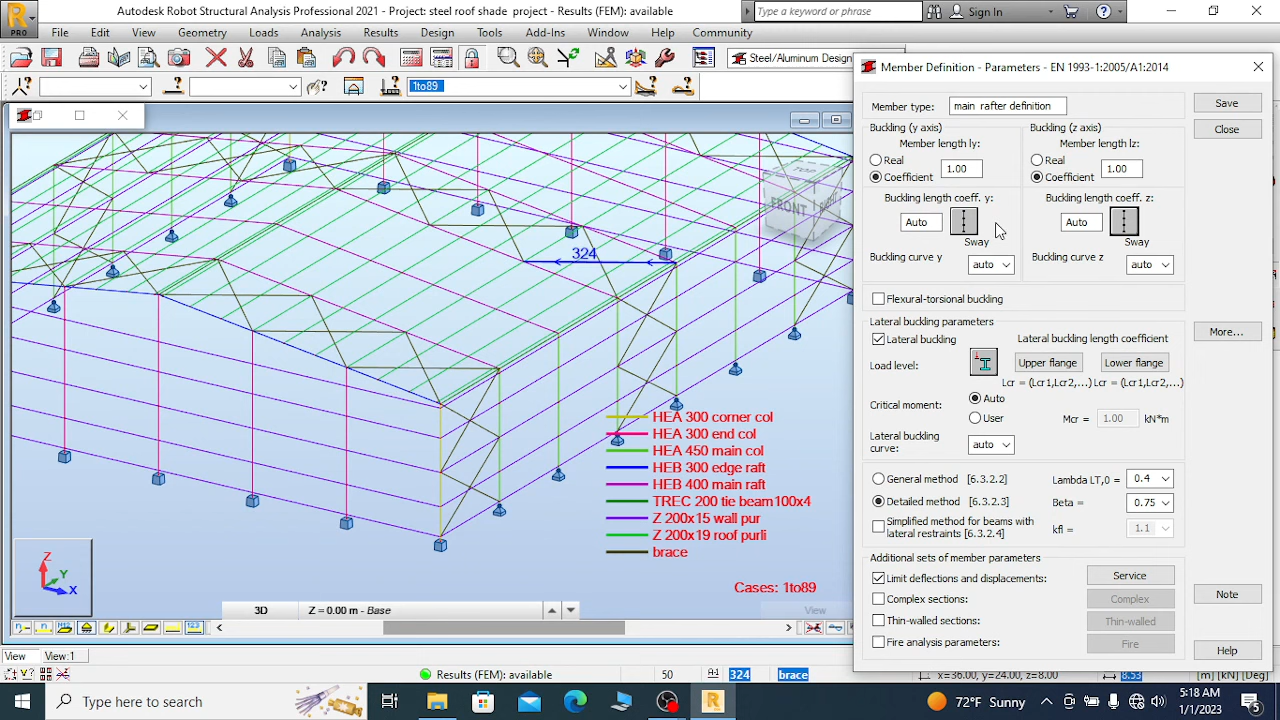 R
PRO
Autodesk Robot Structural Analysis Professional 2021 - Project: steel roof shade project - Results (FEM): available
Type a keyword or phrase
Sign In
File Edit View Geometry Loads Analysis Results Design Tools Add-Ins Window Help Community
Steel/Aluminum Design
1to89
TOP
FRONT
RIGHT
324
HEA 300 corner col
HEA 300 end col
HEA 450 main col
HEB 300 edge raft
HEB 400 main raft
TREC 200 tie beam100x4
Z 200x15 wall pur
Z 200x19 roof purli
brace
Cases: 1to89
Z
Y
X
3D
Z = 0.00 m - Base
View
View View:1
Results (FEM): available
50
324
brace
x=36.00, y=24.00, z=8.00
8.53
[m] [kN] [Deg]
Member Definition - Parameters - EN 1993-1:2005/A1:2014
Member type: main rafter definition
Save
Close
Buckling (y axis)
Member length ly:
Real
Coefficient 1.00
Buckling length coeff. y:
Auto
Sway
Buckling curve y auto
Buckling (z axis)
Member length lz:
Real
Coefficient 1.00
Buckling length coeff. z:
Auto
Sway
Buckling curve z auto
Flexural-torsional buckling
Lateral buckling parameters
Lateral buckling
Lateral buckling length coefficient
More...
Load level:
Upper flange Lower flange
Lcr = (Lcr1,Lcr2,...) Lcr = (Lcr1,Lcr2,...)
Critical moment:
Auto
User
Mcr = 1.00 kN*m
Lateral buckling
curve:
auto
General method [6.3.2.2]
Lambda LT,0 = 0.4
Detailed method [6.3.2.3]
Beta = 0.75
Simplified method for beams with
lateral restraints [6.3.2.4]
kfl = 1.1
Additional sets of member parameters
Limit deflections and displacements: Service
Complex sections: Complex
Thin-walled sections: Thin-walled
Fire analysis parameters: Fire
Note
Help
Type here to search
72°F Sunny
5:18 AM
1/1/2023
5